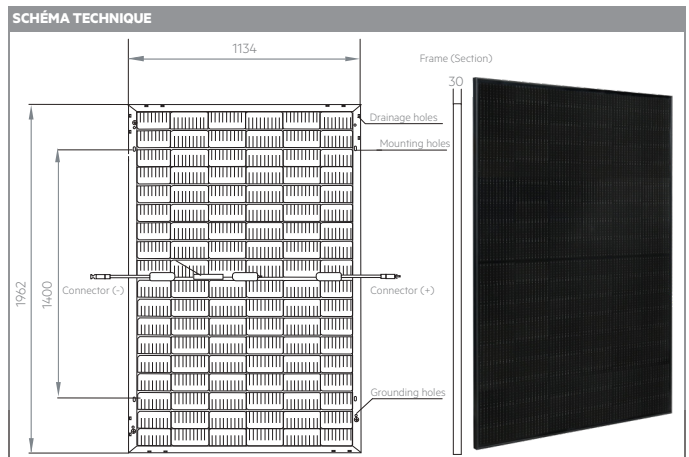 SCHÉMA TECHNIQUE
1134
Frame (Section)
30
Drainage holes
Mounting holes
1962
1400
Connector (-)
Connector (+)
Grounding holes